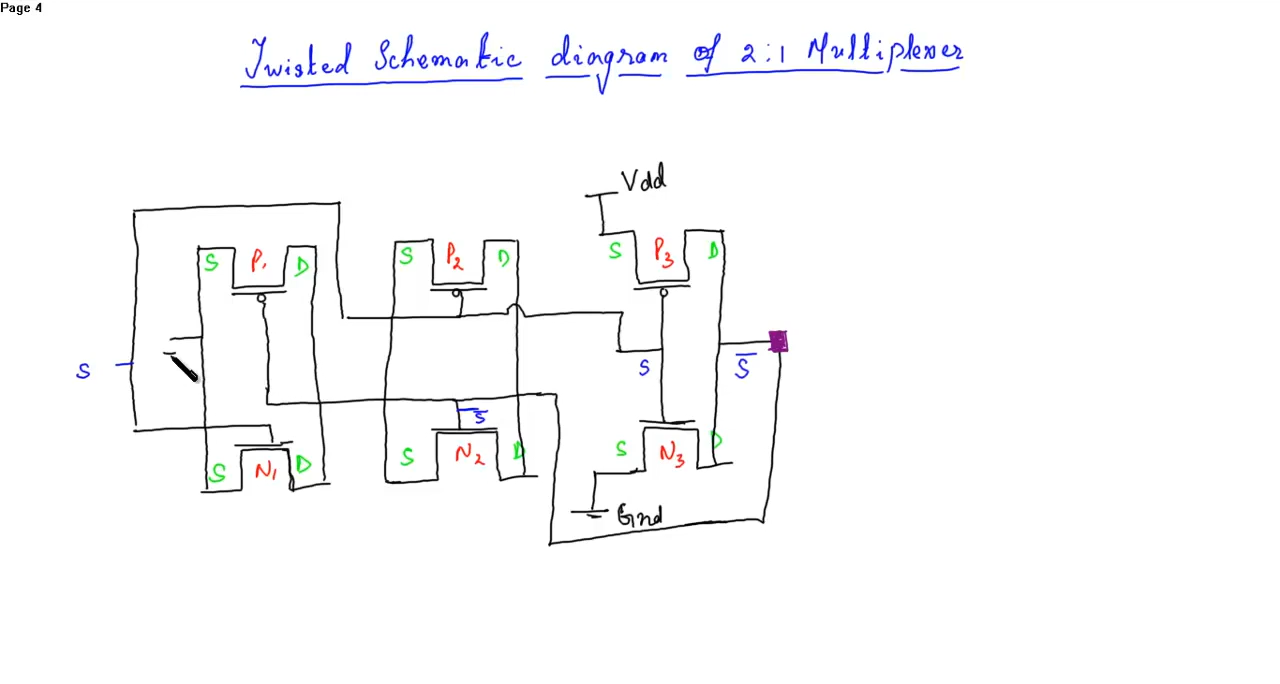 Page 4
Twisted Schematic diagram of 2:1 Multiplexer
Vdd
S P1 D
S P2 D
S P3 D
S
S
S̅
S̅
S N1 D
S N2 D
S N3 D
Gnd